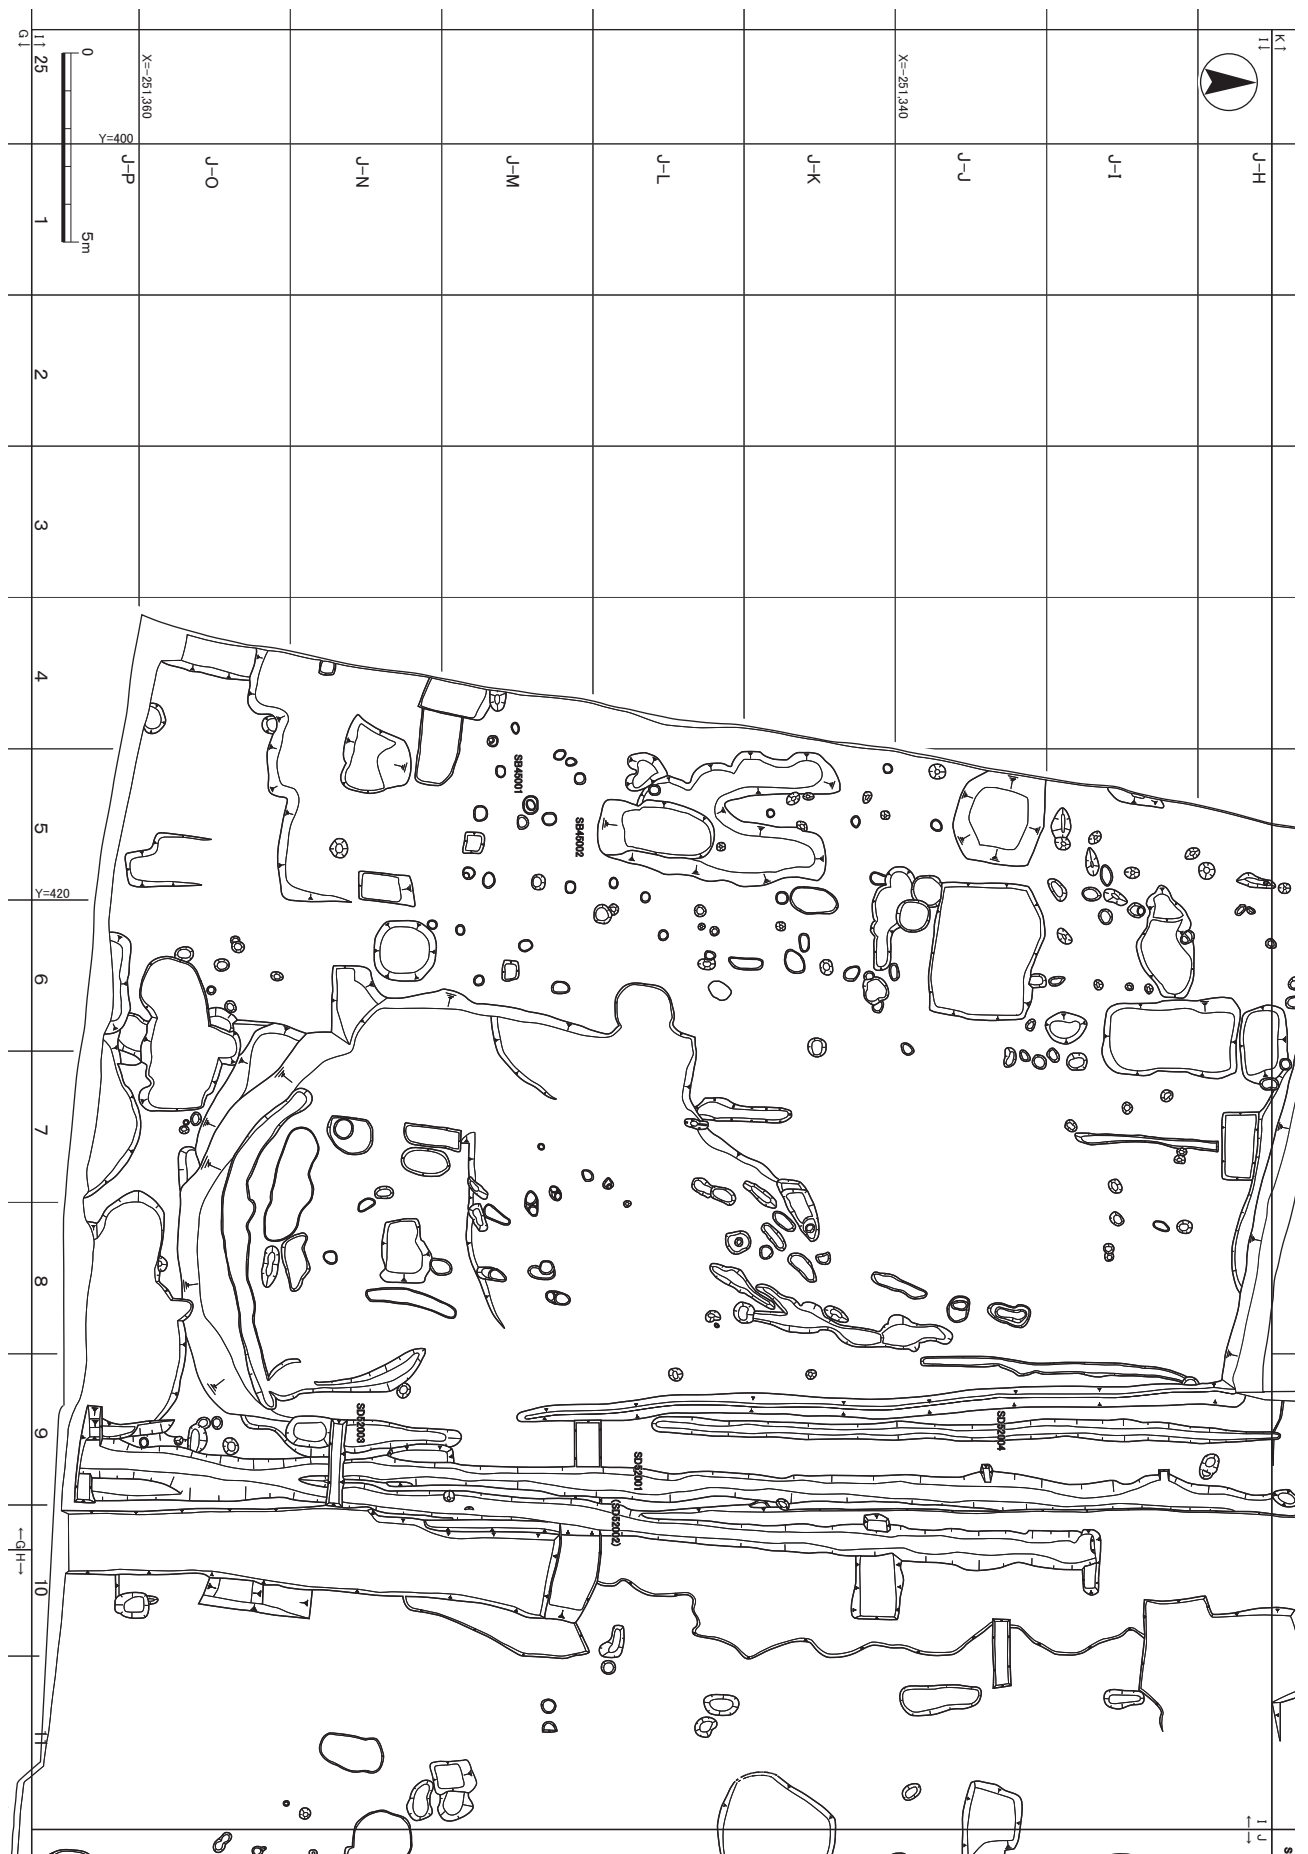 K↑
I↓
J-H
J-I
J-J
X=-251,340
J-K
J-L
J-M
J-N
X=-251,360
J-O
J-P
Y=400
0
5m
I↑
G↓
25
1
2
3
4
5
Y=420
6
7
8
9
←G H→
10
11
SB45001
SB45002
SD52003
SD52001
(SD52002)
SD52004
←I J→
S